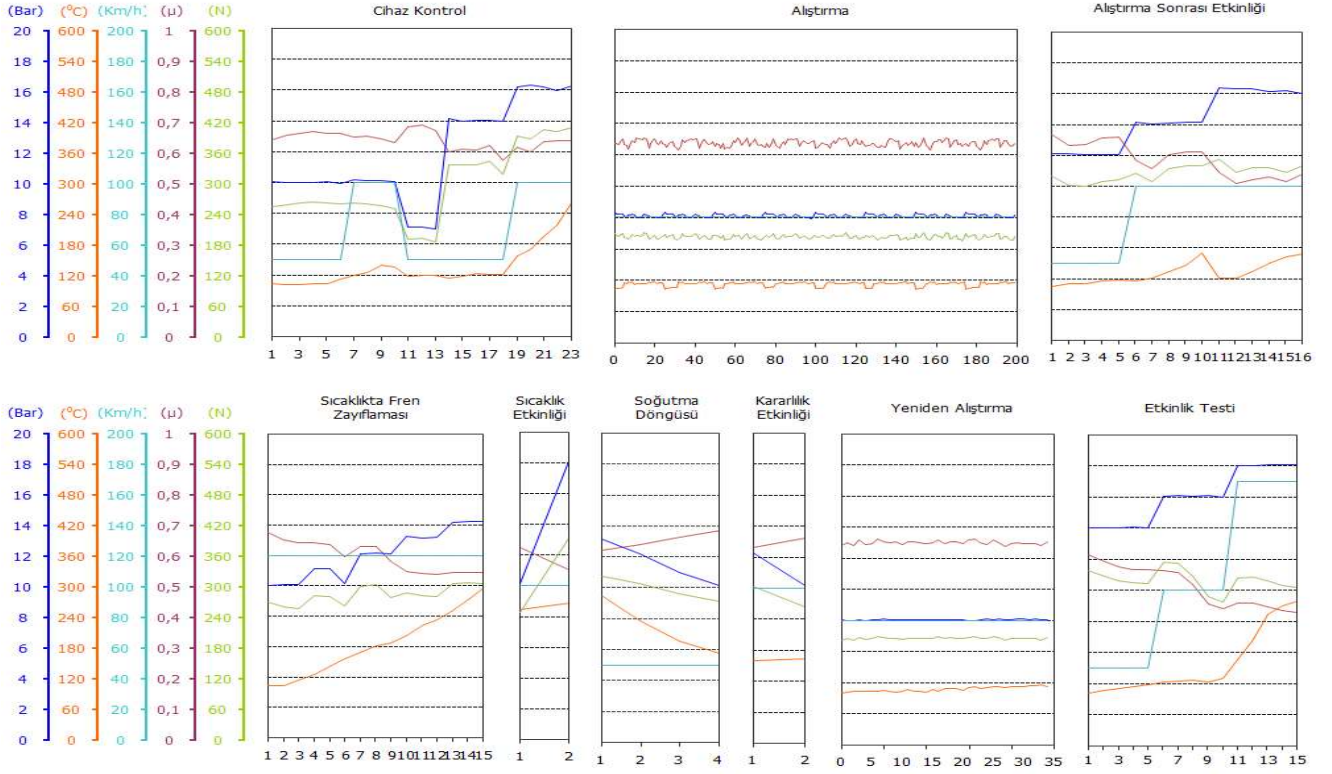 Cihaz Kontrol
Alıştırma
Alıştırma Sonrası Etkinliği
(Bar) (⁰C) (Km/h) (µ) (N)
20 600 200 1 600
18 540 180 0,9 540
16 480 160 0,8 480
14 420 140 0,7 420
12 360 120 0,6 360
10 300 100 0,5 300
8 240 80 0,4 240
6 180 60 0,3 180
4 120 40 0,2 120
2 60 20 0,1 60
0 0 0 0 0
1 3 5 7 9 11 13 15 17 19 21 23
0 20 40 60 80 100 120 140 160 180 200
1 2 3 4 5 6 7 8 9 10 11 12 13 14 15 16
Sıcaklıkta Fren
Zayıflaması
Sıcaklık
Etkinliği
Soğutma
Döngüsü
Kararlılık
Etkinliği
Yeniden Alıştırma
Etkinlik Testi
(Bar) (⁰C) (Km/h) (µ) (N)
20 600 200 1 600
18 540 180 0,9 540
16 480 160 0,8 480
14 420 140 0,7 420
12 360 120 0,6 360
10 300 100 0,5 300
8 240 80 0,4 240
6 180 60 0,3 180
4 120 40 0,2 120
2 60 20 0,1 60
0 0 0 0 0
1 2 3 4 5 6 7 8 9 10 11 12 13 14 15
1 2
1 2 3 4
1 2
0 5 10 15 20 25 30 35
1 3 5 7 9 11 13 15